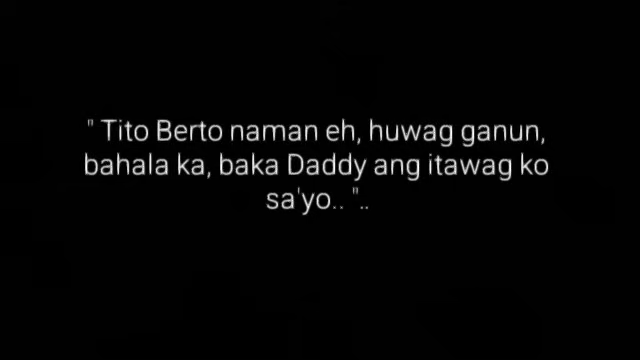 " Tito Berto naman eh, huwag ganun,
bahala ka, baka Daddy ang itawag ko
sa'yo.. "..